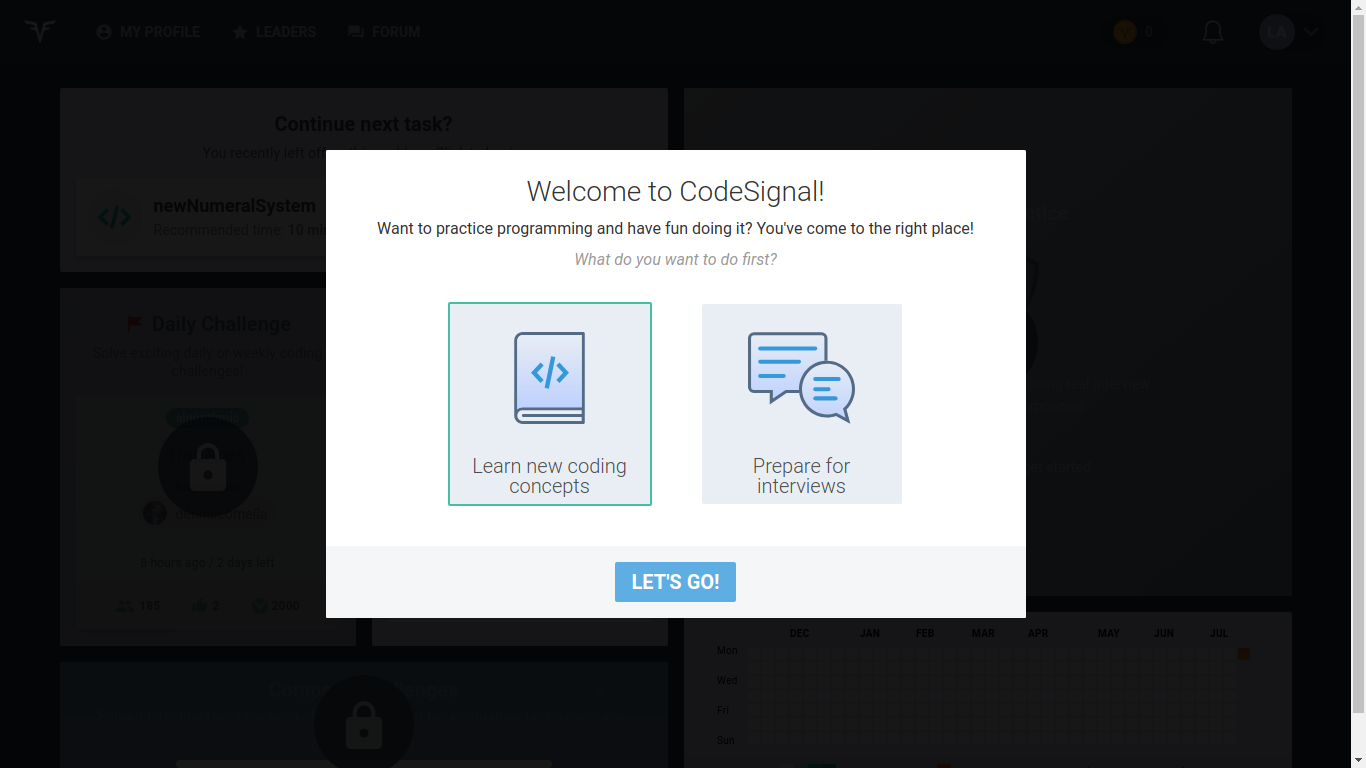 MY PROFILE
LEADERS
FORUM
0
LA
Continue next task?
You recently left off
newNumeralSystem
Recommended time 10 min
Welcome to CodeSignal!
Want to practice programming and have fun doing it? You've come to the right place!
What do you want to do first?
Learn new coding
concepts
Prepare for
interviews
LET'S GO!
Daily Challenge
Solve exciting daily or weekly coding
challenges!
8 hours ago / 2 days left
185
2
2000
get started
DEC JAN FEB MAR APR MAY JUN JUL
Mon
Wed
Fri
Sun